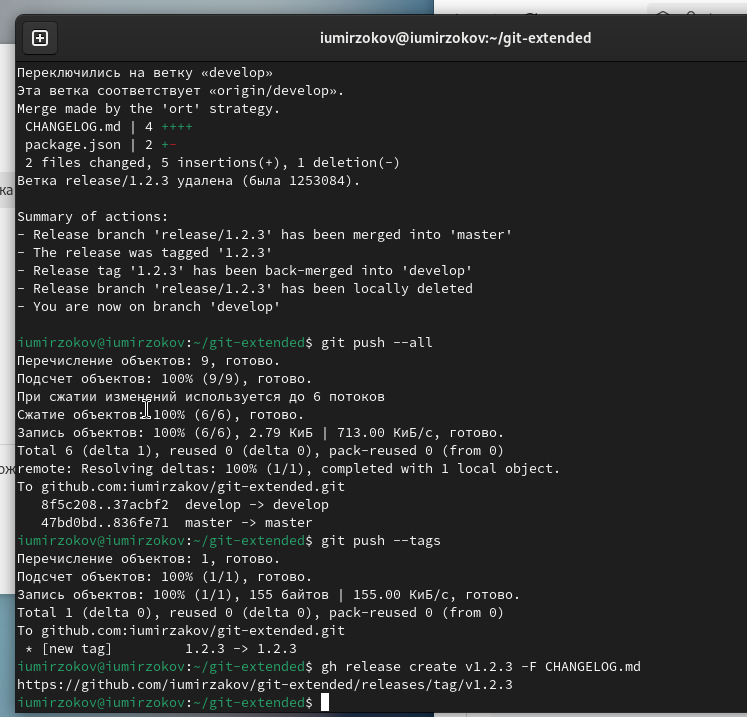 iumirzokov@iumirzokov:~/git-extended
Переключились на ветку «develop»
Эта ветка соответствует «origin/develop».
Merge made by the 'ort' strategy.
CHANGELOG.md | 4 ++++
package.json | 2 +-
2 files changed, 5 insertions(+), 1 deletion(-)
Ветка release/1.2.3 удалена (была 1253084).
Summary of actions:
- Release branch 'release/1.2.3' has been merged into 'master'
- The release was tagged '1.2.3'
- Release tag '1.2.3' has been back-merged into 'develop'
- Release branch 'release/1.2.3' has been locally deleted
- You are now on branch 'develop'
iumirzokov@iumirzokov:~/git-extended$ git push --all
Перечисление объектов: 9, готово.
Подсчет объектов: 100% (9/9), готово.
При сжатии изменений используется до 6 потоков
Сжатие объектов: 100% (6/6), готово.
Запись объектов: 100% (6/6), 2.79 КиБ | 713.00 КиБ/с, готово.
Total 6 (delta 1), reused 0 (delta 0), pack-reused 0 (from 0)
remote: Resolving deltas: 100% (1/1), completed with 1 local object.
To github.com:iumirzakov/git-extended.git
8f5c208..37acbf2  develop -> develop
47bd0bd..836fe71  master -> master
iumirzokov@iumirzokov:~/git-extended$ git push --tags
Перечисление объектов: 1, готово.
Подсчет объектов: 100% (1/1), готово.
Запись объектов: 100% (1/1), 155 байтов | 155.00 КиБ/с, готово.
Total 1 (delta 0), reused 0 (delta 0), pack-reused 0 (from 0)
To github.com:iumirzakov/git-extended.git
* [new tag]         1.2.3 -> 1.2.3
iumirzokov@iumirzokov:~/git-extended$ gh release create v1.2.3 -F CHANGELOG.md
https://github.com/iumirzakov/git-extended/releases/tag/v1.2.3
iumirzokov@iumirzokov:~/git-extended$